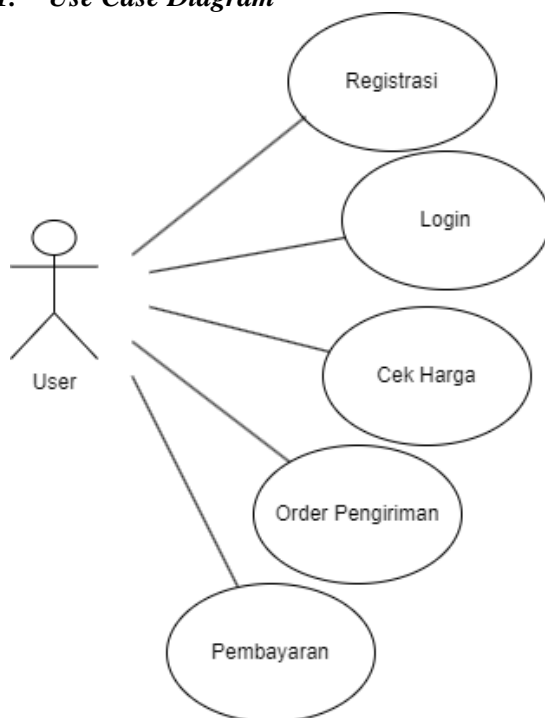 Use Case Diagram
Registrasi
Login
User
Cek Harga
Order Pengiriman
Pembayaran